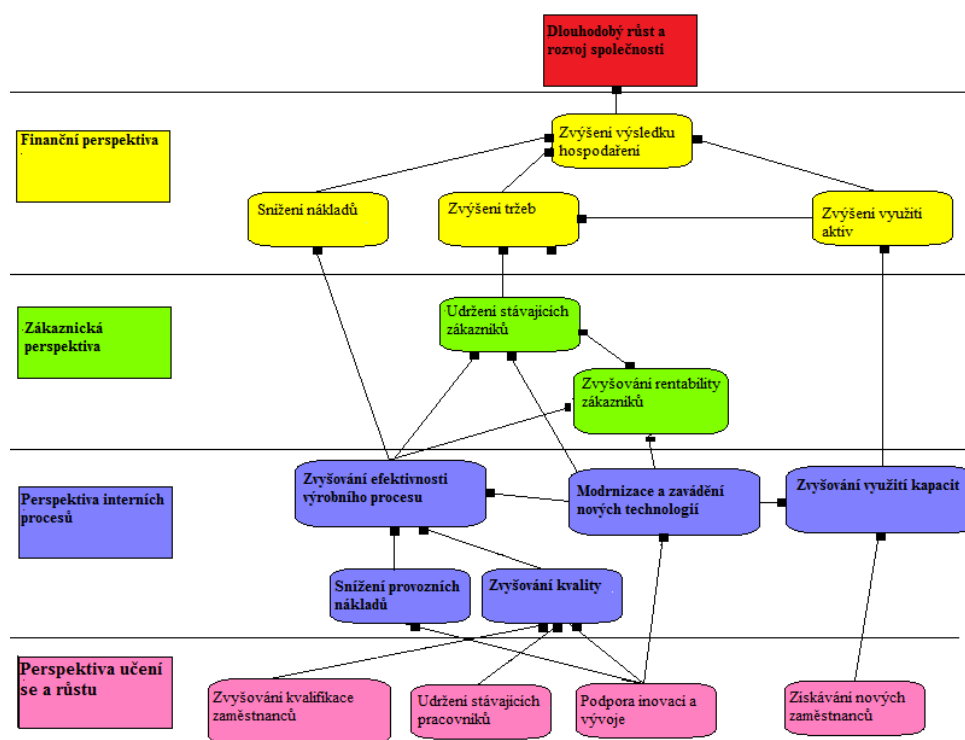 Dlouhodobý růst a
rozvoj společnosti
Finanční perspektiva
Zvýšení výsledku
hospodaření
Snížení nákladů
Zvýšení tržeb
Zvýšení využití
aktiv
Zákaznická
perspektiva
Udržení stávajících
zákazníků
Zvyšování rentability
zákazníků
Perspektiva interních
procesů
Zvyšování efektivnosti
výrobního procesu
Modrnizace a zavádění
nových technologií
Zvyšování využití kapacit
Snížení provozních
nákladů
Zvyšování kvality
Perspektiva učení
se a růstu
Zvyšování kvalifikace
zaměstnanců
Udržení stávajících
pracovníků
Podpora inovaci a
vývoje
Získávání nových
zaměstnanců